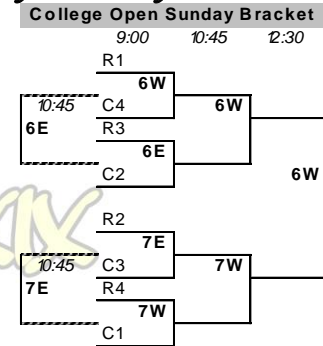 College Open Sunday Bracket
9:00 10:45 12:30
R1
6W
10:45 C4 6W
6E R3
6E
C2 6W
R2
7E
10:45 C3 7W
7E R4
7W
C1